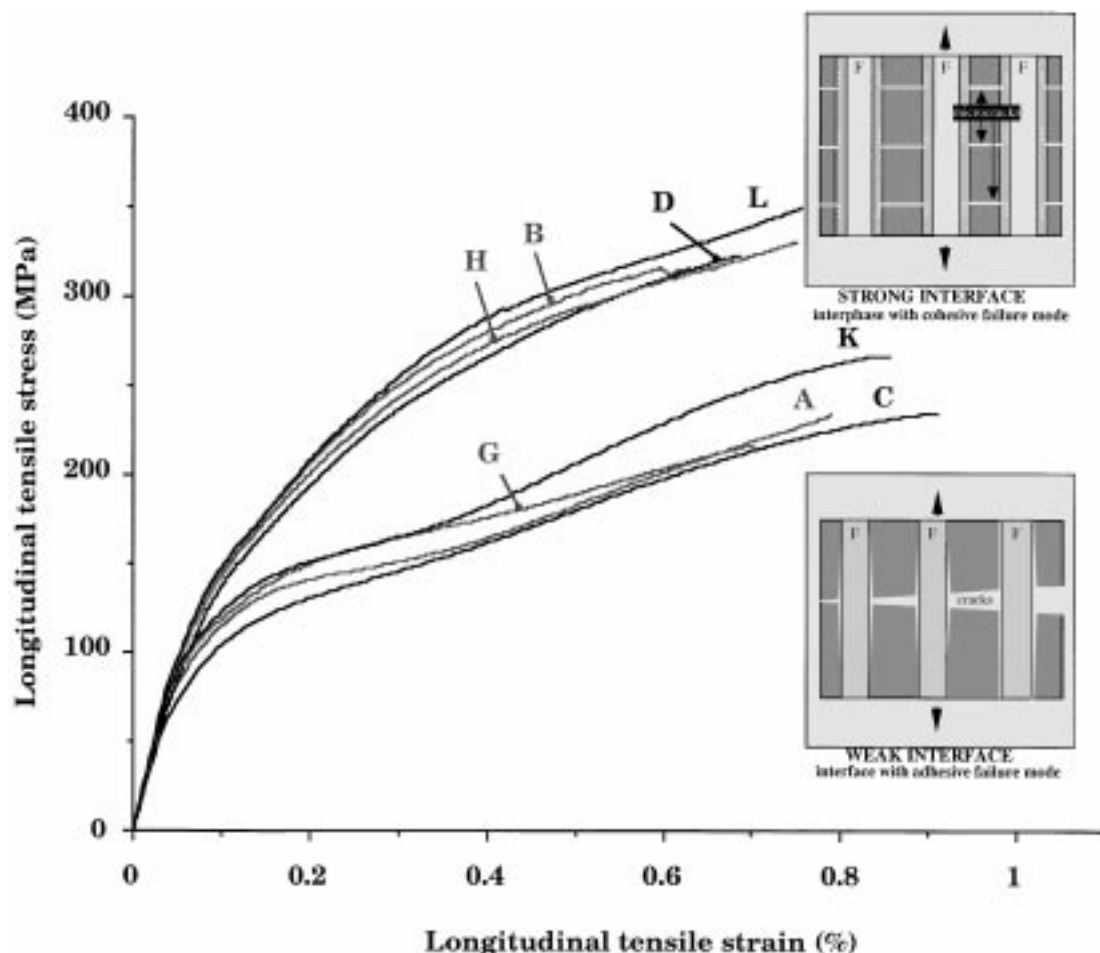 F F F
400
L
D
B
300
H
STRONG INTERFACE
interphase with cohesive failure mode
K
A
C
G
200
F F F
cracks
100
WEAK INTERFACE
interface with adhesive failure mode
0
0 0.2 0.4 0.6 0.8 1
Longitudinal tensile stress (MPa)
Longitudinal tensile strain (%)